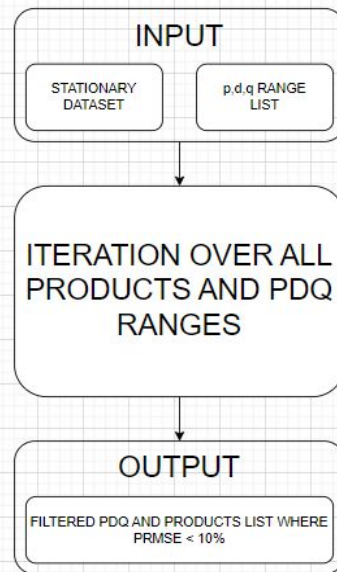 INPUT
STATIONARY
DATASET
p,d,q RANGE
LIST
ITERATION OVER ALL
PRODUCTS AND PDQ
RANGES
OUTPUT
FILTERED PDQ AND PRODUCTS LIST WHERE
PRMSE < 10%